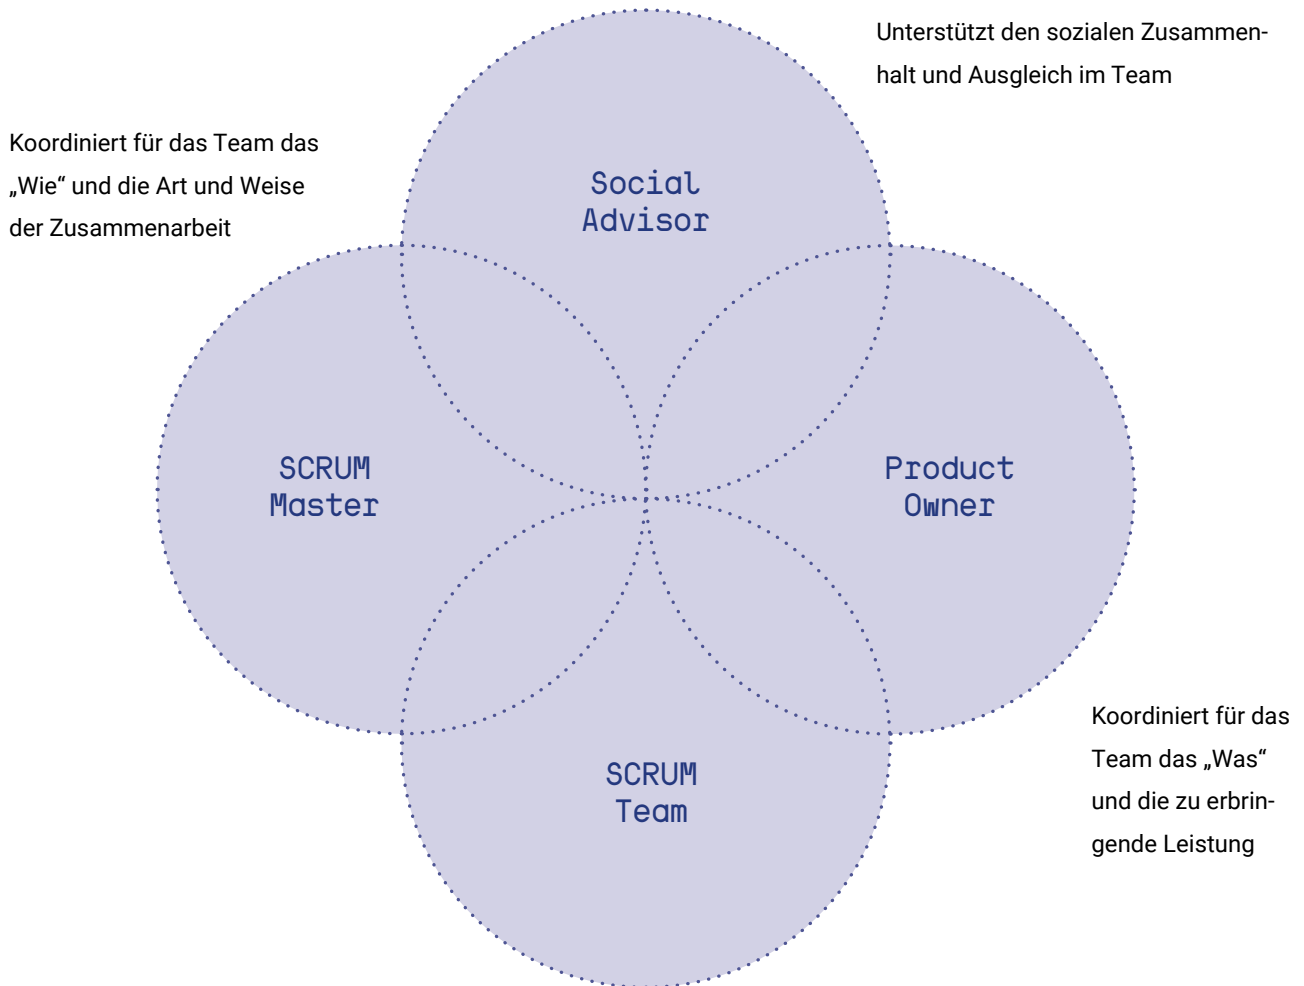 Unterstützt den sozialen Zusammen-
halt und Ausgleich im Team
Koordiniert für das Team das
„Wie“ und die Art und Weise
der Zusammenarbeit
Social
Advisor
SCRUM
Master
Product
Owner
SCRUM
Team
Koordiniert für das
Team das „Was“
und die zu erbrin-
gende Leistung